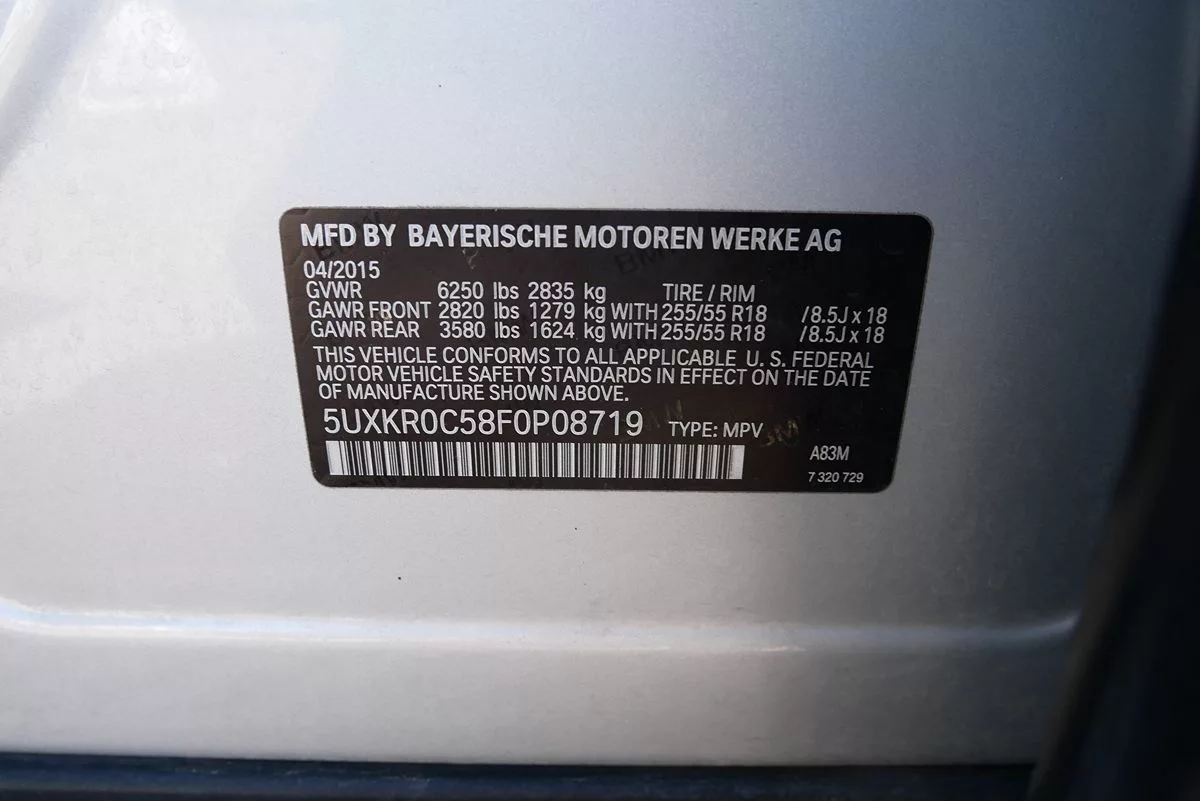 MFD BY BAYERISCHE MOTOREN WERKE AG
04/2015
GVWR 6250 lbs 2835 kg TIRE / RIM
GAWR FRONT 2820 lbs 1279 kg WITH 255/55 R18 /8.5J x 18
GAWR REAR 3580 lbs 1624 kg WITH 255/55 R18 /8.5J x 18
THIS VEHICLE CONFORMS TO ALL APPLICABLE U. S. FEDERAL
MOTOR VEHICLE SAFETY STANDARDS IN EFFECT ON THE DATE
OF MANUFACTURE SHOWN ABOVE.
5UXKR0C58F0P08719 TYPE: MPV
A83M
7 320 729